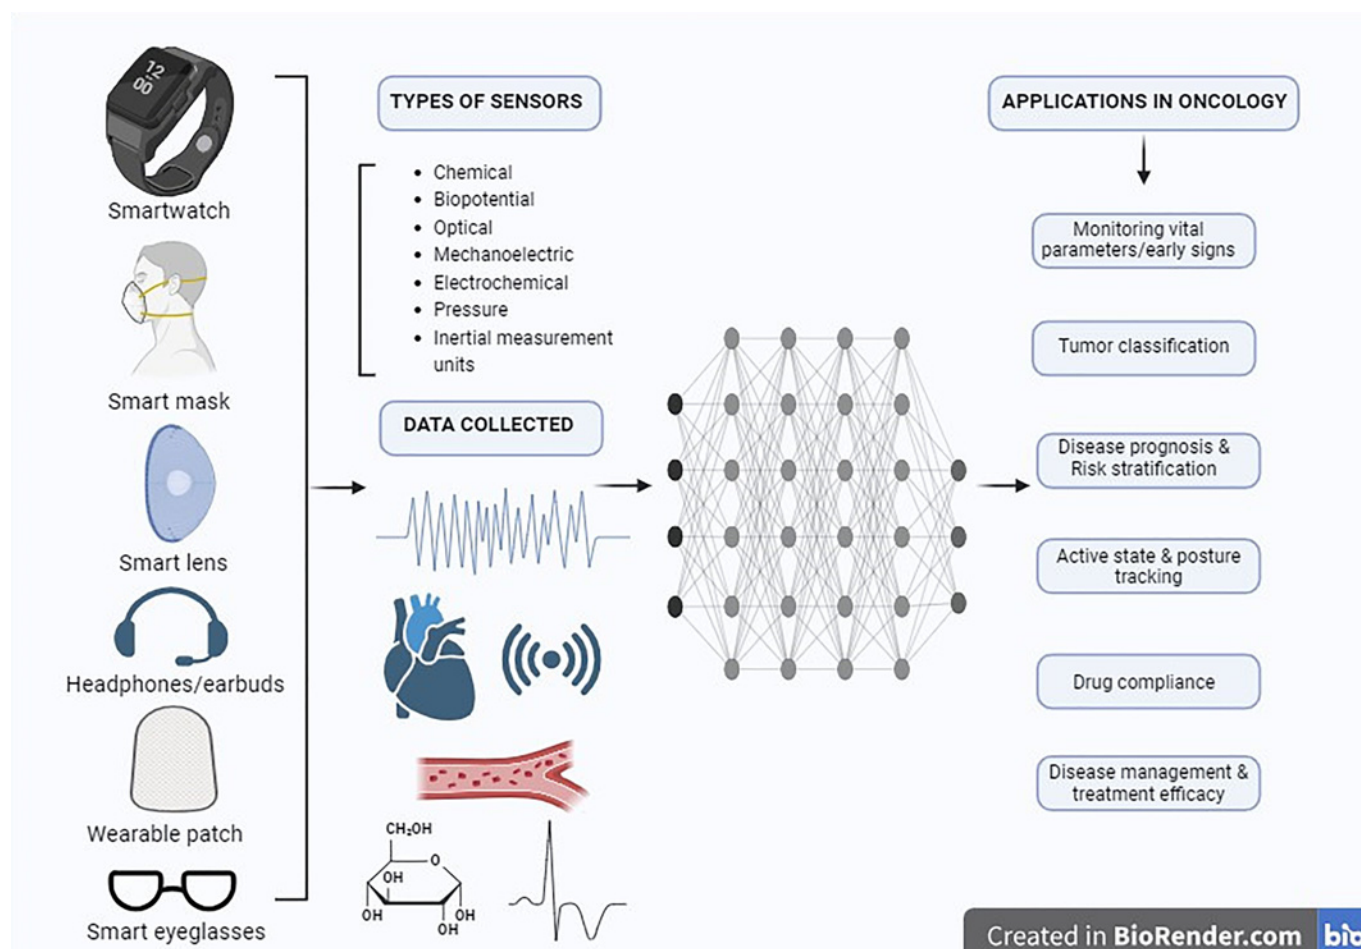 12
00
Smartwatch
Smart mask
Smart lens
Headphones/earbuds
Wearable patch
Smart eyeglasses
TYPES OF SENSORS
• Chemical
• Biopotential
• Optical
• Mechanoelectric
• Electrochemical
• Pressure
• Inertial measurement
units
DATA COLLECTED
CH₂OH
O
OH
OH
OH
OH
APPLICATIONS IN ONCOLOGY
Monitoring vital
parameters/early signs
Tumor classification
Disease prognosis &
Risk stratification
Active state & posture
tracking
Drug compliance
Disease management &
treatment efficacy
Created in BioRender.com
bio